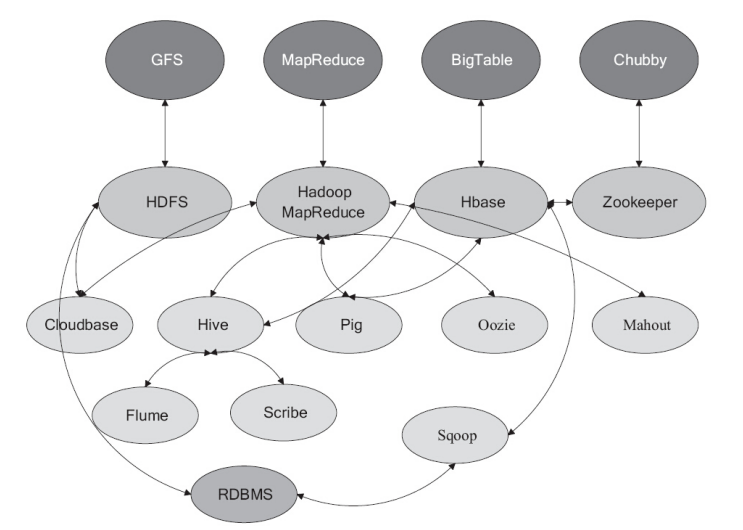 GFS
MapReduce
BigTable
Chubby
HDFS
Hadoop
MapReduce
Hbase
Zookeeper
Cloudbase
Hive
Pig
Oozie
Mahout
Flume
Scribe
Sqoop
RDBMS